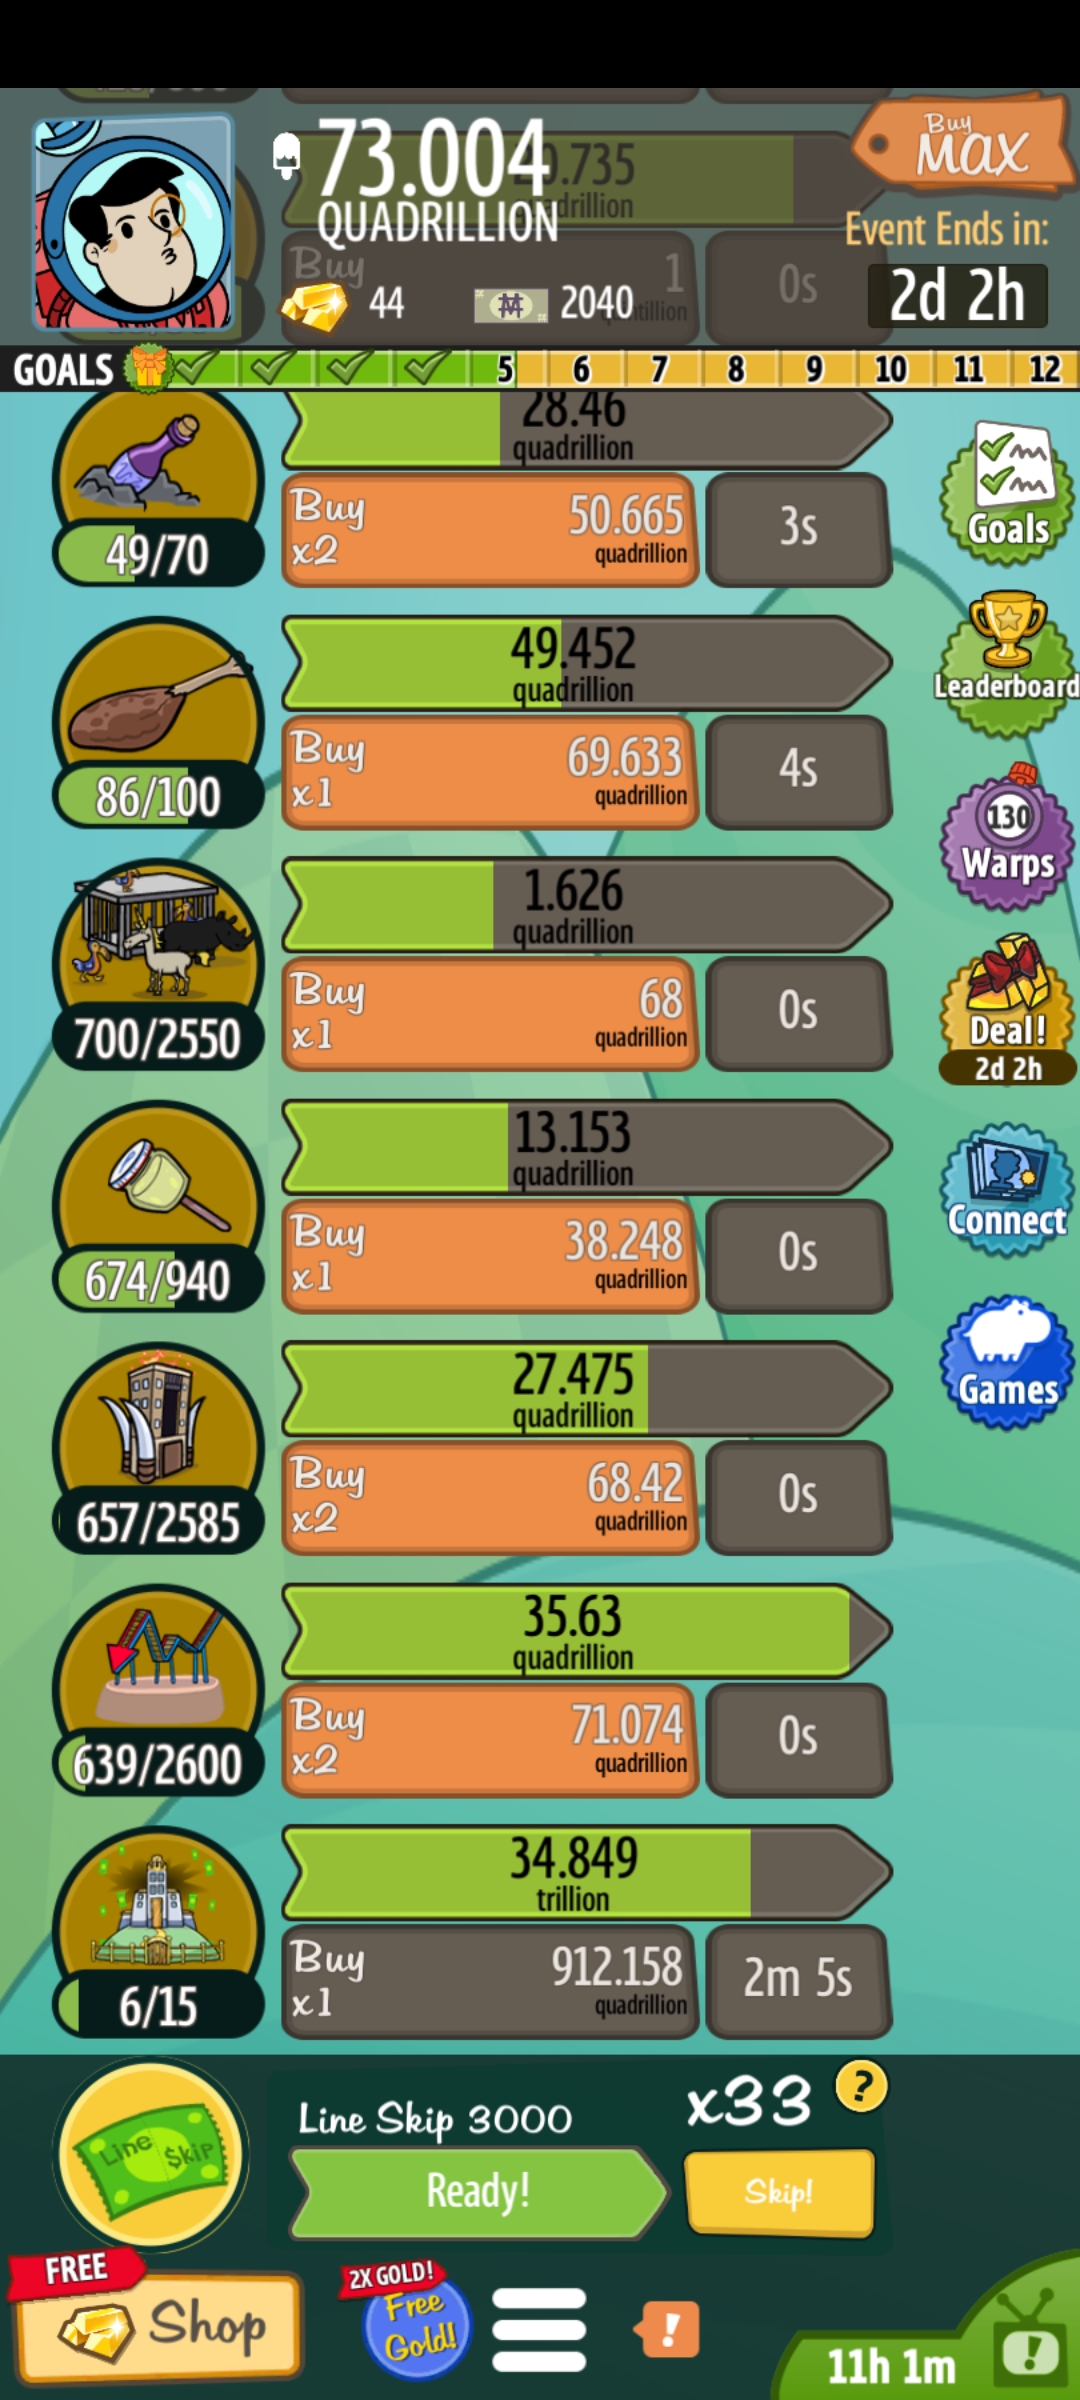 73.004
QUADRILLION
Buy
MAX
Event Ends in:
2d 2h
44
2040
Buy
1
0s
GOALS
5 6 7 8 9 10 11 12
28.46
quadrillion
49/70
Buy
x2
50.665
quadrillion
3s
Goals
49.452
quadrillion
86/100
Buy
x1
69.633
quadrillion
4s
Leaderboard
130
Warps
1.626
quadrillion
700/2550
Buy
x1
68
quadrillion
0s
Deal!
2d 2h
13.153
quadrillion
674/940
Buy
x1
38.248
quadrillion
0s
Connect
27.475
quadrillion
657/2585
Buy
x2
68.42
quadrillion
0s
Games
35.63
quadrillion
639/2600
Buy
x2
71.074
quadrillion
0s
34.849
trillion
6/15
Buy
x1
912.158
quadrillion
2m 5s
Line $kip
Line Skip 3000
Ready!
x33
?
Skip!
FREE
Shop
2X GOLD!
Free
Gold!
!
11h 1m
!